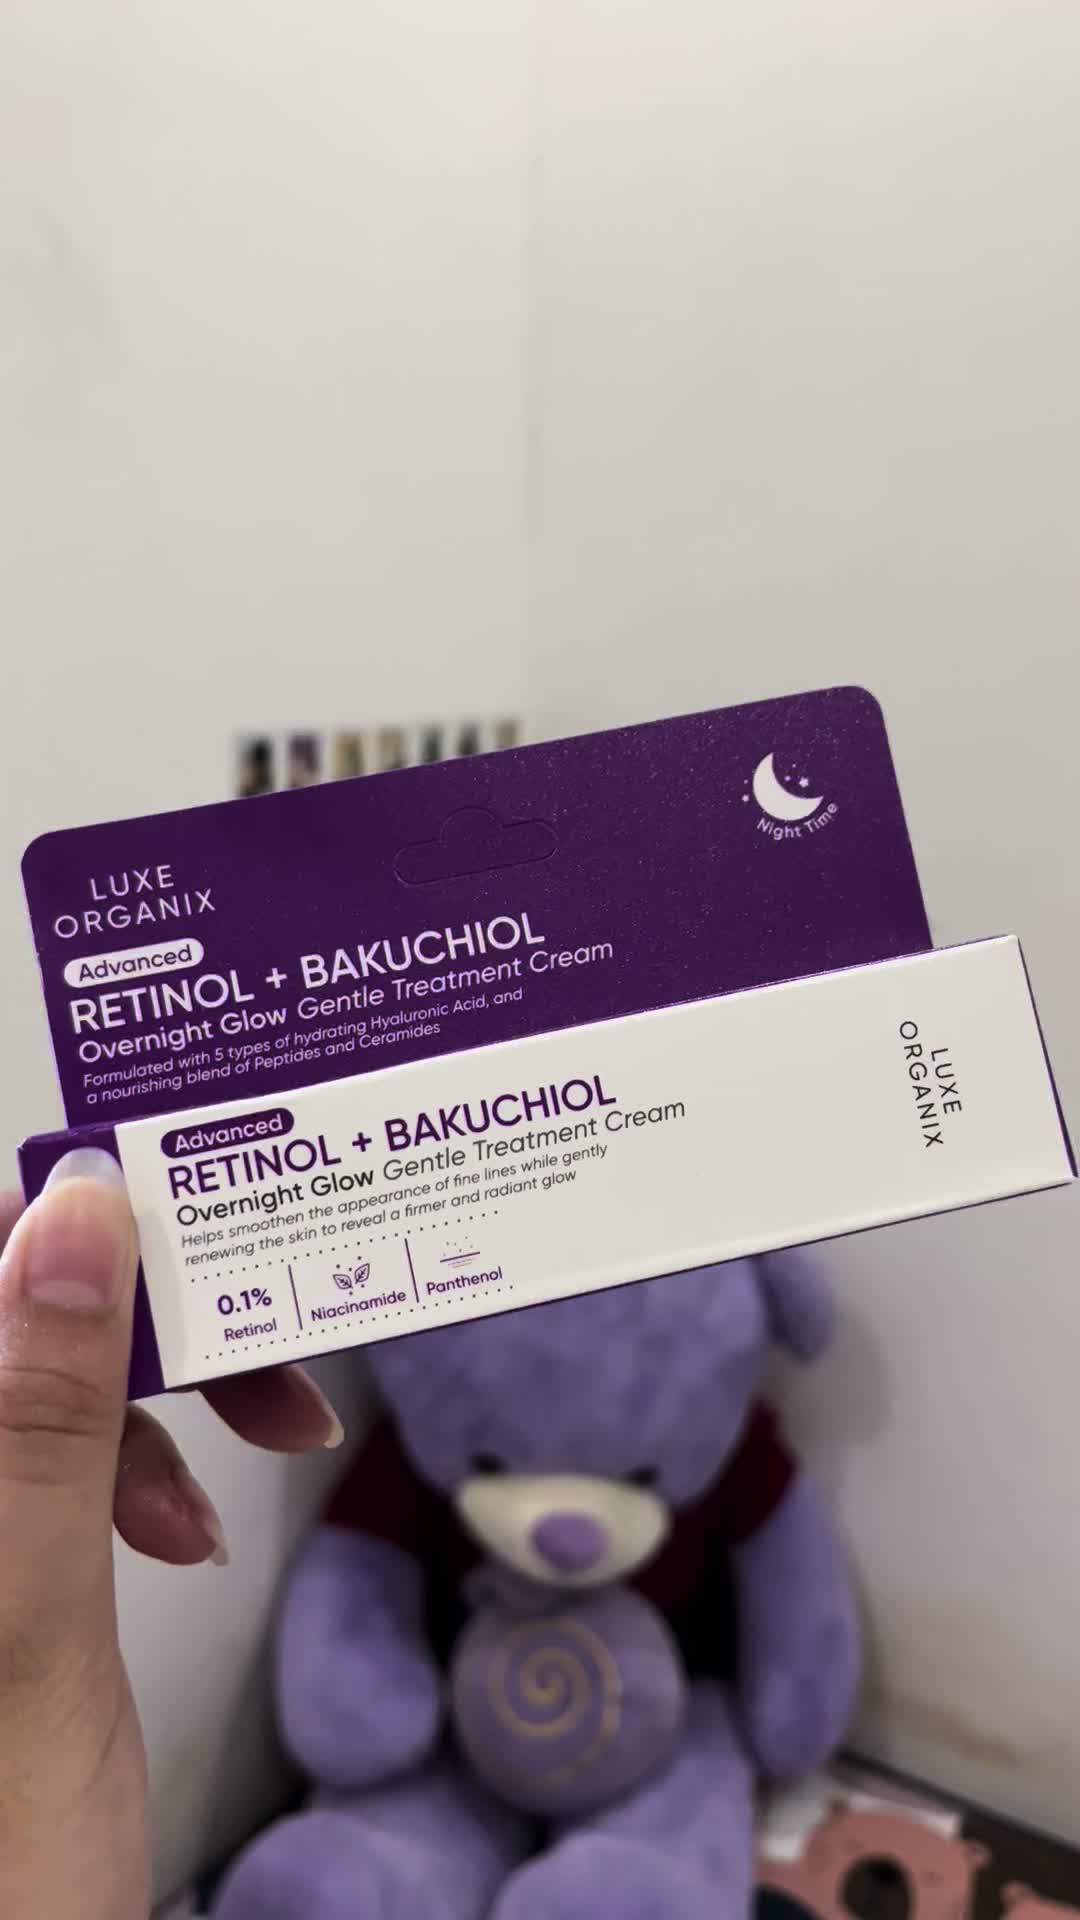 LUXE
ORGANIX
Advanced
RETINOL + BAKUCHIOL
Overnight Glow Gentle Treatment Cream
Formulated with 5 types of hydrating Hyaluronic Acid, and
a nourishing blend of Peptides and Ceramides
Night Time
Advanced
RETINOL + BAKUCHIOL
Overnight Glow Gentle Treatment Cream
Helps smoothen the appearance of fine lines while gently
renewing the skin to reveal a firmer and radiant glow
0.1%
Retinol
Niacinamide
Panthenol
LUXE
ORGANIX